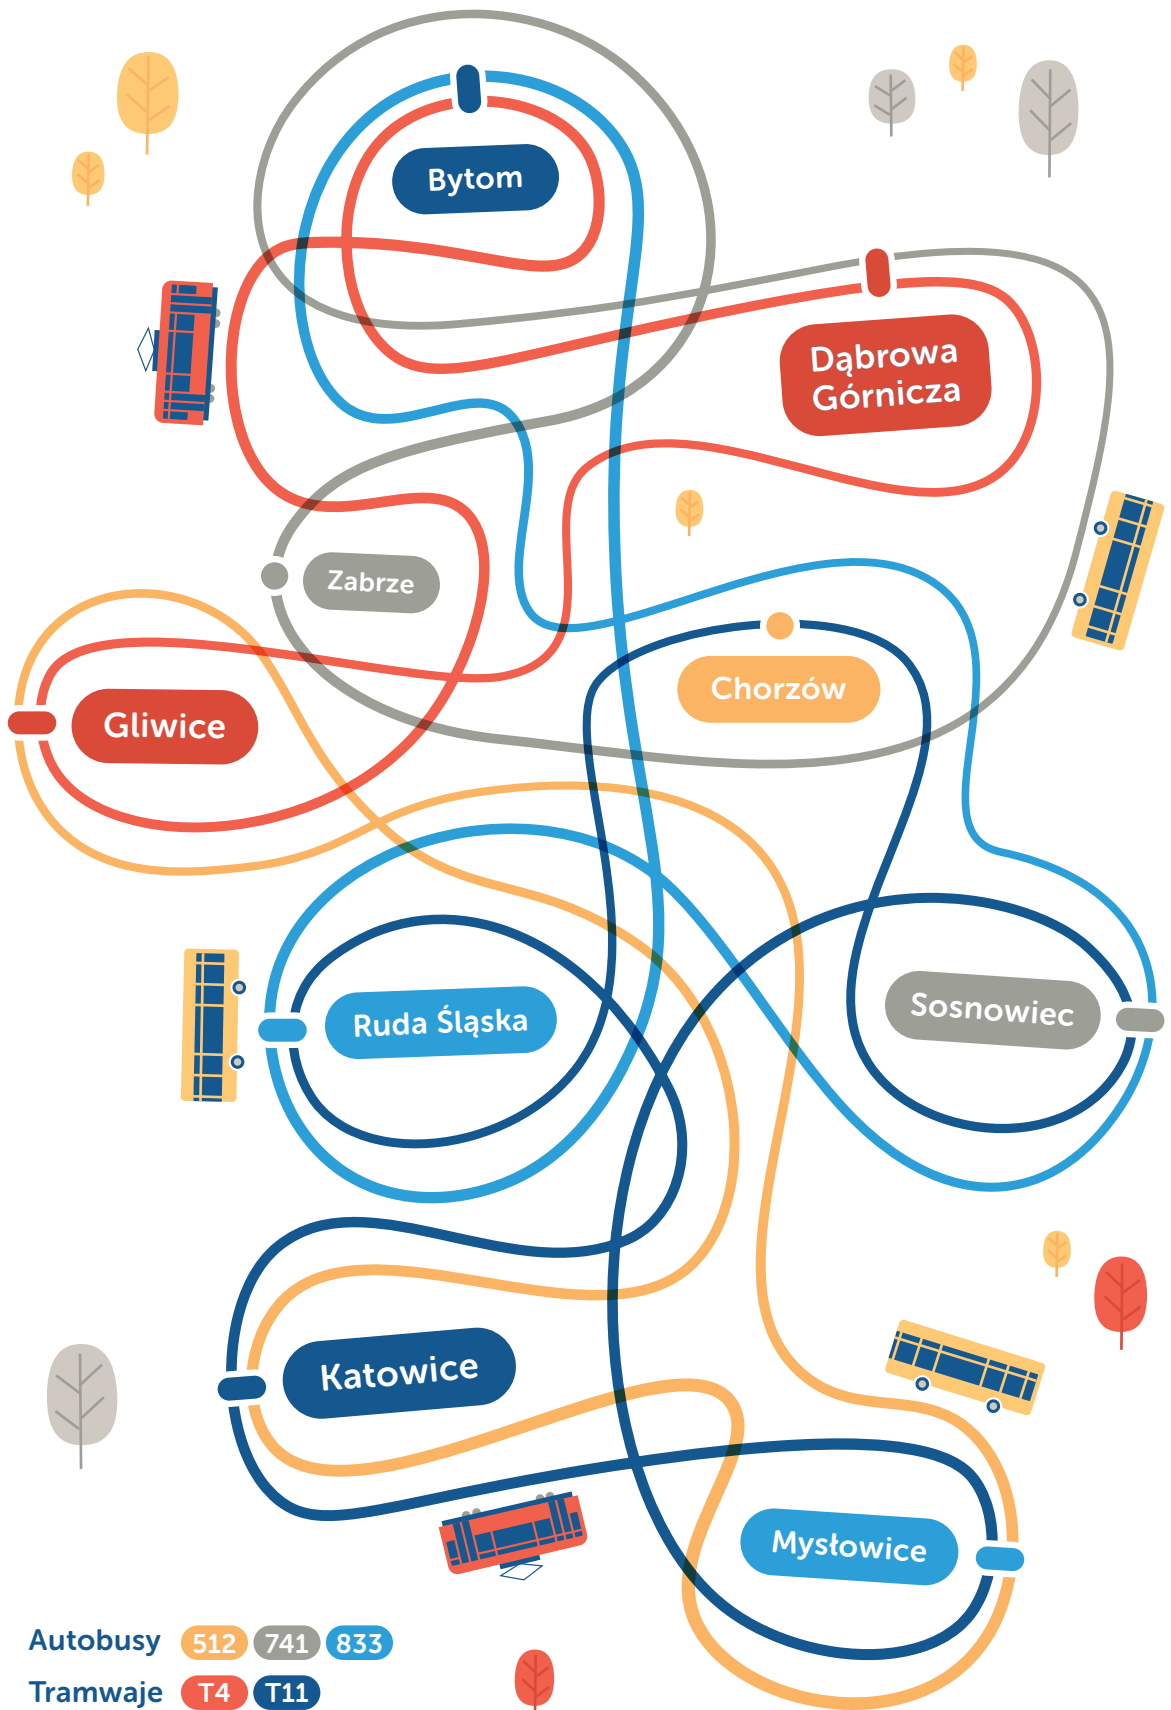 Bytom
Dąbrowa
Górnicza
Zabrze
Chorzów
Gliwice
Sosnowiec
Ruda Śląska
Katowice
Mysłowice
Autobusy 512 741 833
Tramwaje T4 T11